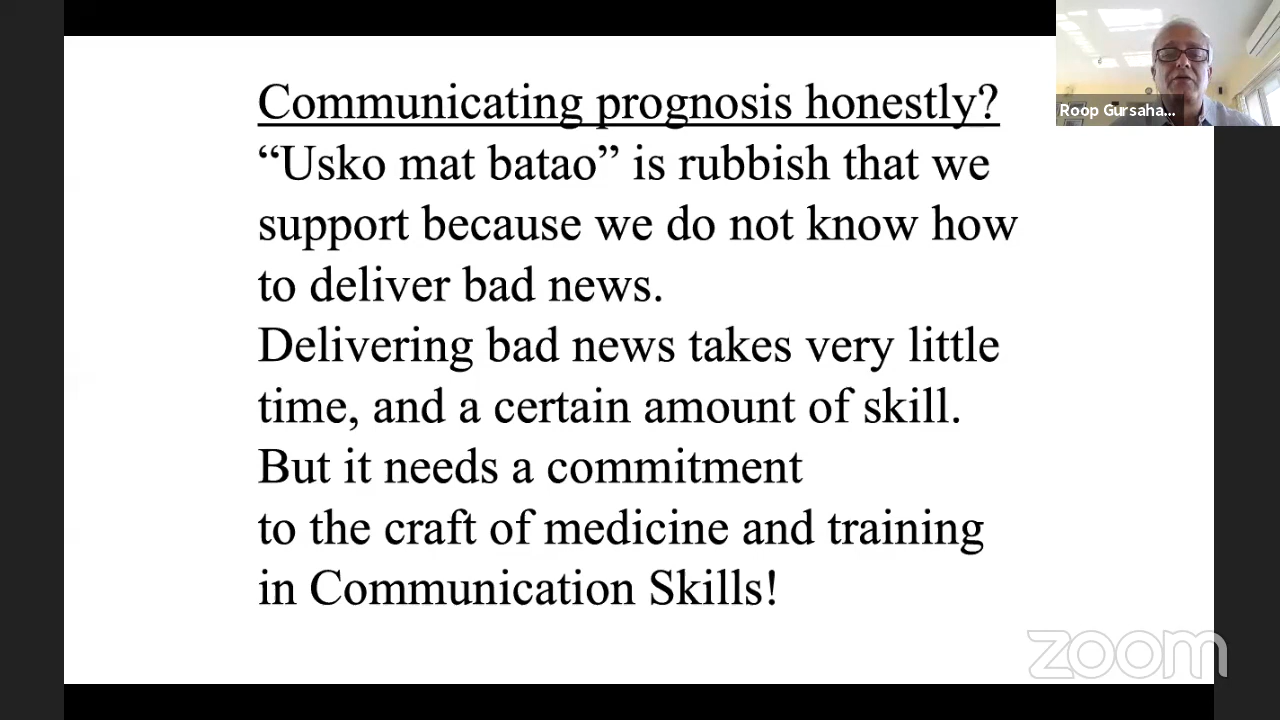 Communicating prognosis honestly?
“Usko mat batao” is rubbish that we
support because we do not know how
to deliver bad news.
Delivering bad news takes very little
time, and a certain amount of skill.
But it needs a commitment
to the craft of medicine and training
in Communication Skills!
Roop Gursaha...
zoom